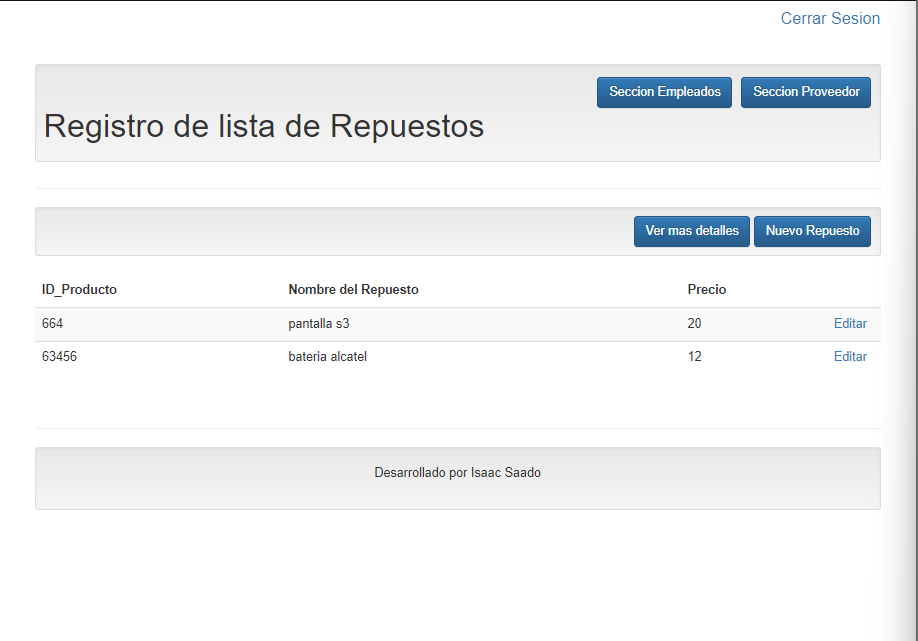 Cerrar Sesion
Seccion Empleados Seccion Proveedor
Registro de lista de Repuestos
Ver mas detalles Nuevo Repuesto
ID_Producto Nombre del Repuesto Precio
664 pantalla s3 20 Editar
63456 bateria alcatel 12 Editar
Desarrollado por Isaac Saado